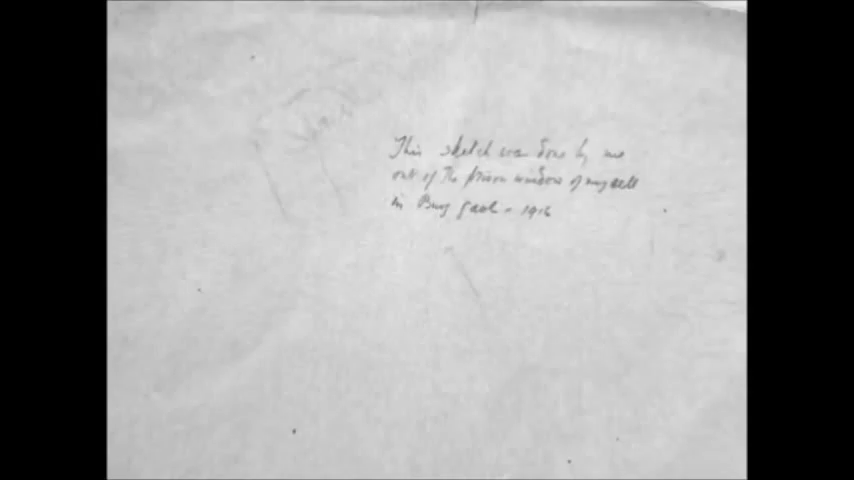 This sketch was done by me
out of the prison window of my cell
in Bury gaol - 1916